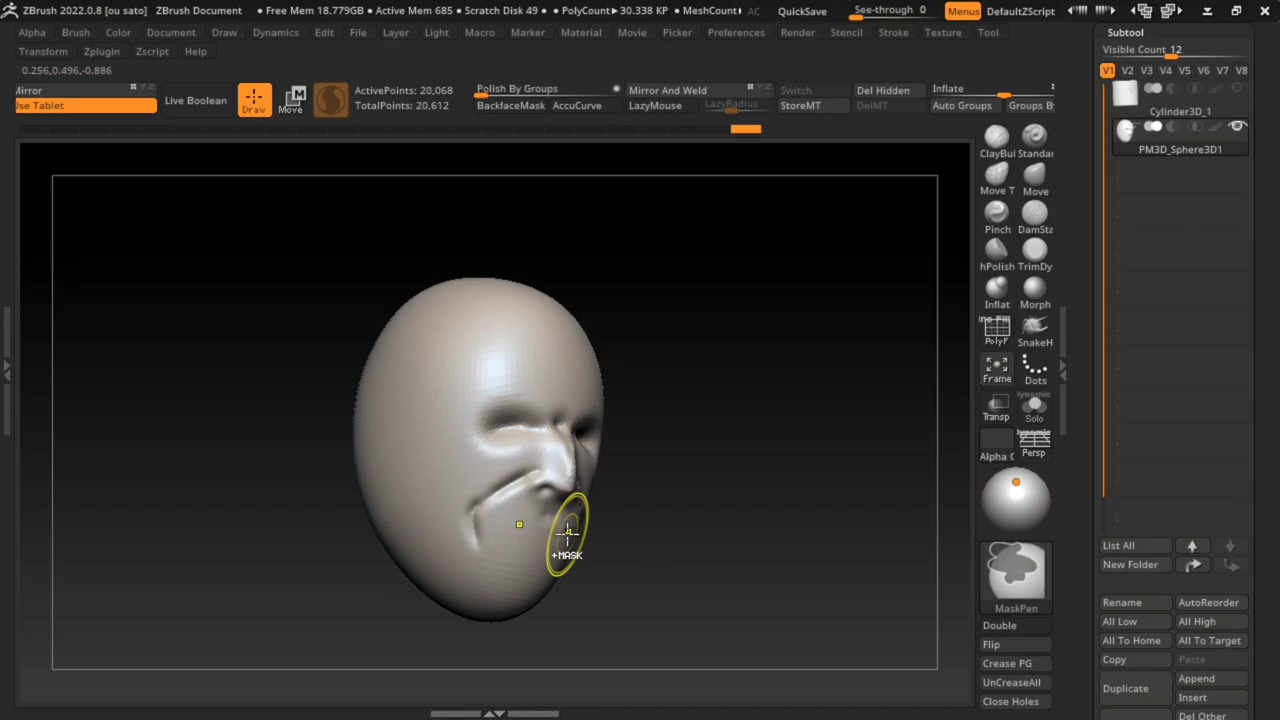 ZBrush 2022.0.8 [ou sato] ZBrush Document ● Free Mem 18.779GB ● Active Mem 685 ● Scratch Disk 49 ● PolyCount▸30.338 KP ● MeshCount▸ AC QuickSave See-through 0 Menus DefaultZScript
Alpha Brush Color Document Draw Dynamics Edit File Layer Light Macro Marker Material Movie Picker Preferences Render Stencil Stroke Texture Tool
Transform Zplugin Zscript Help
0.256,0.496,-0.886
Mirror
Use Tablet
Live Boolean
Draw
Move
M
ActivePoints: 20,068
TotalPoints: 20,612
Polish By Groups
BackfaceMask AccuCurve
Mirror And Weld
LazyMouse LazyRadius
Switch
StoreMT
Del Hidden
DelMT
Inflate
Auto Groups Groups By
+MASK
ClayBui Standa
Move T Move
Pinch DamSta
hPolish TrimDy
Inflat Morph
PolyF SnakeH
Frame Dots
Dynamic
Transp Solo
Dynamic
Persp
Alpha O
MaskPen
Double
Flip
Crease PG
UnCreaseAll
Close Holes
Subtool
Visible Count 12
V1 V2 V3 V4 V5 V6 V7 V8
Cylinder3D_1
PM3D_Sphere3D1
List All
New Folder
Rename AutoReorder
All Low All High
All To Home All To Target
Copy Paste
Duplicate
Append
Insert
Del Other